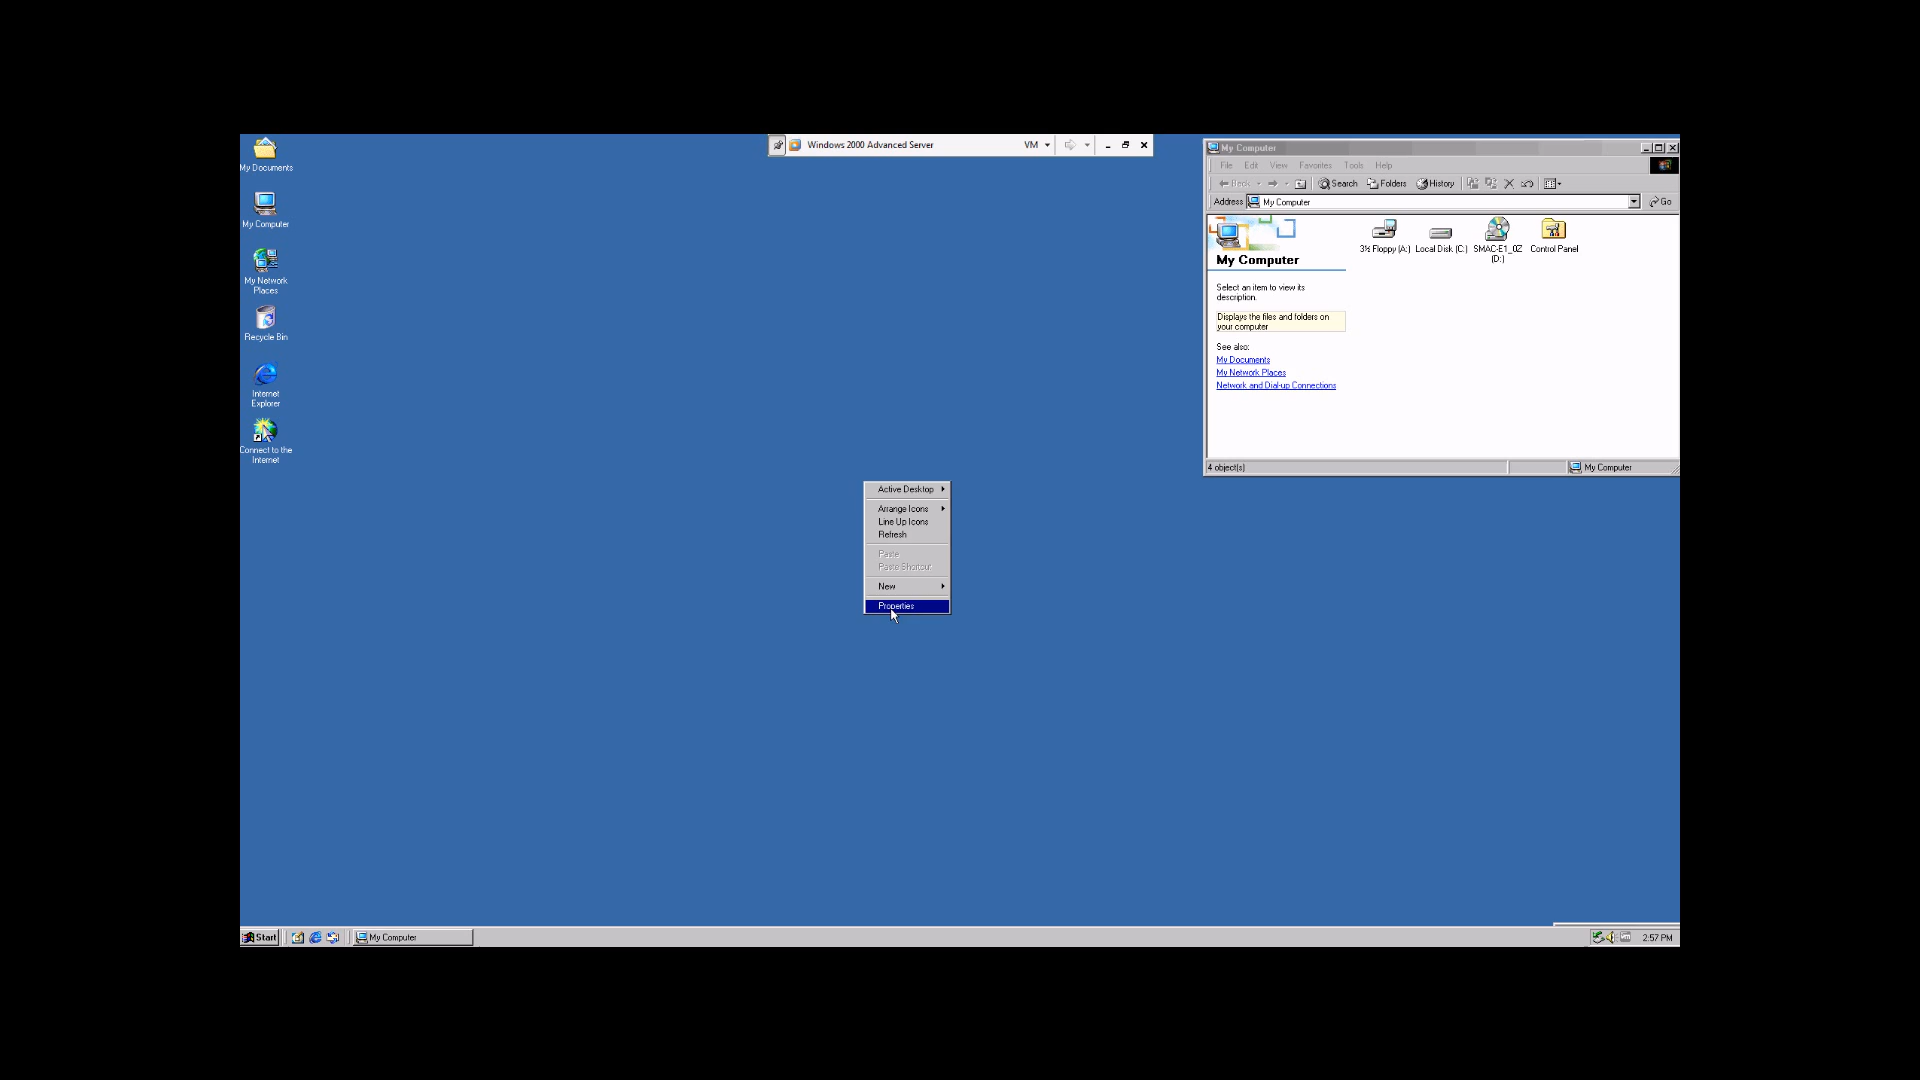 My Documents
My Computer
My Network
Places
Recycle Bin
Internet
Explorer
Connect to the
Internet
Windows 2000 Advanced Server
VM
My Computer
File Edit View Favorites Tools Help
Back Search Folders History
Address My Computer Go
3½ Floppy (A:) Local Disk (C:) SMAC-E1_0Z Control Panel
(D:)
My Computer
Select an item to view its
description.
Displays the files and folders on
your computer
See also:
My Documents
My Network Places
Network and Dial-up Connections
4 object(s) My Computer
Active Desktop
Arrange Icons
Line Up Icons
Refresh
Paste
Paste Shortcut
New
Properties
Start My Computer 2:57 PM